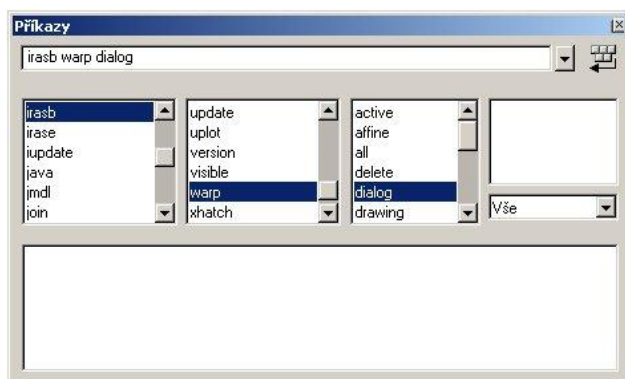 Příkazy
irasb warp dialog
irasb
irase
iupdate
java
jmdl
join
update
uplot
version
visible
warp
xhatch
active
affine
all
delete
dialog
drawing
Vše